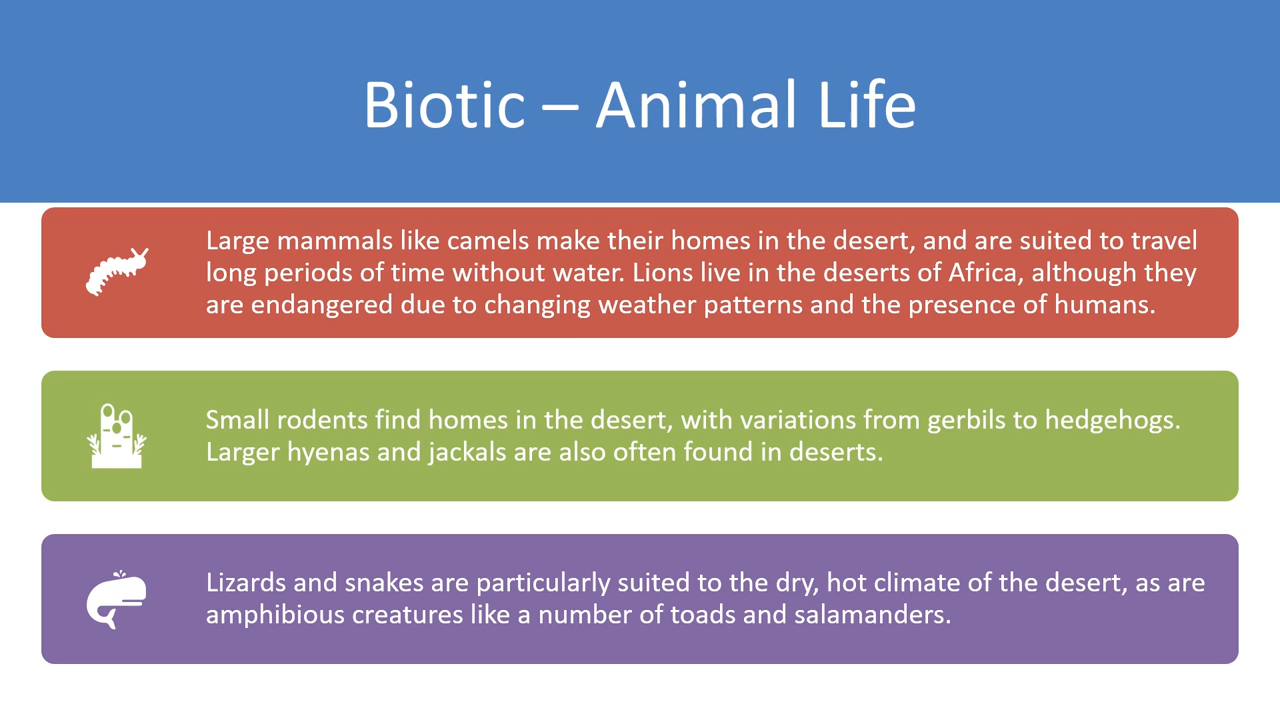 Biotic – Animal Life
Large mammals like camels make their homes in the desert, and are suited to travel
long periods of time without water. Lions live in the deserts of Africa, although they
are endangered due to changing weather patterns and the presence of humans.
Small rodents find homes in the desert, with variations from gerbils to hedgehogs.
Larger hyenas and jackals are also often found in deserts.
Lizards and snakes are particularly suited to the dry, hot climate of the desert, as are
amphibious creatures like a number of toads and salamanders.